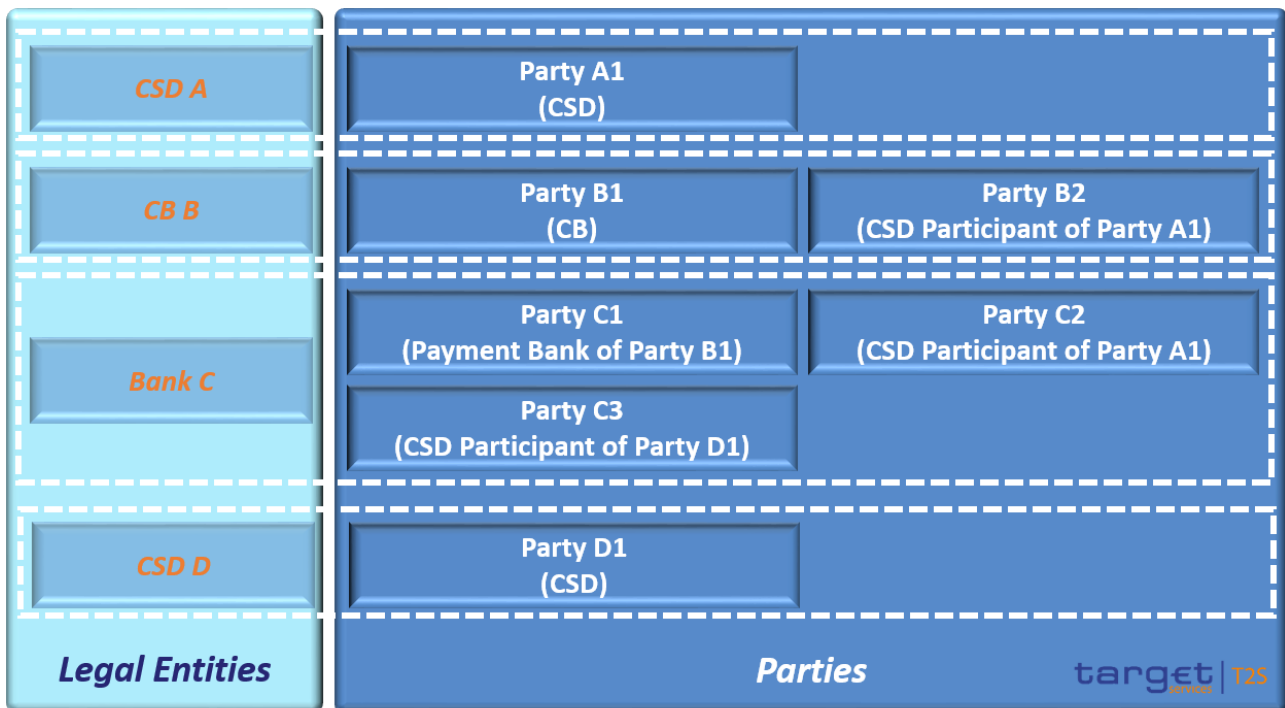 CSD A
Party A1
(CSD)
CB B
Party B1
(CB)
Party B2
(CSD Participant of Party A1)
Bank C
Party C1
(Payment Bank of Party B1)
Party C2
(CSD Participant of Party A1)
Party C3
(CSD Participant of Party D1)
CSD D
Party D1
(CSD)
Legal Entities
Parties
target | T2S
services